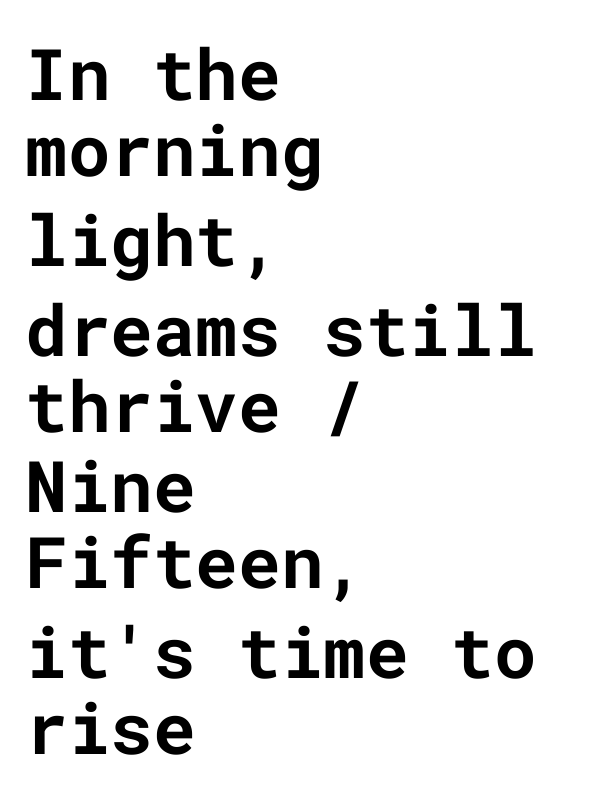 In the
morning
light,
dreams still
thrive /
Nine
Fifteen,
it's time to
rise